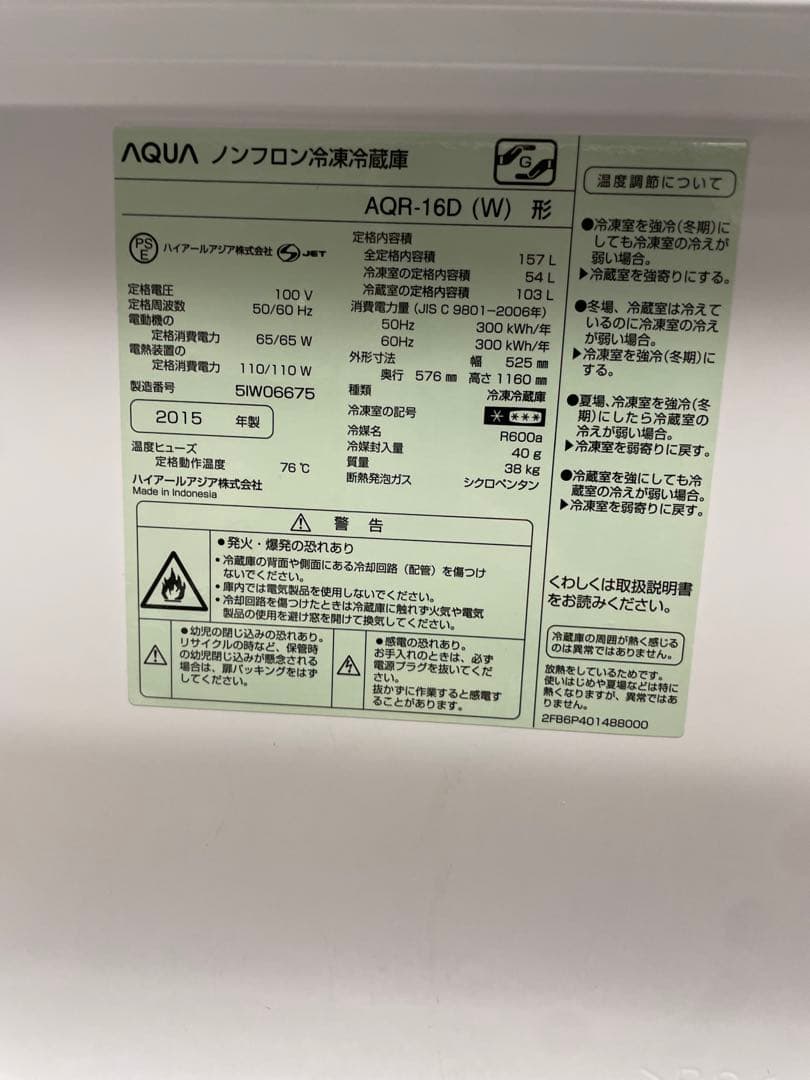 AQUA ノンフロン冷凍冷蔵庫
G
AQR-16D (W) 形
PS
E
ハイアールアジア株式会社 JET
定格電圧 100 V
定格周波数 50/60 Hz
電動機の
定格消費電力 65/65 W
電熱装置の
定格消費電力 110/110 W
製造番号 5IW06675
2015 年製
温度ヒューズ
定格動作温度 76℃
ハイアールアジア株式会社
Made in Indonesia
定格内容積
全定格内容積 157 L
冷凍室の定格内容積 54 L
冷蔵室の定格内容積 103 L
消費電力量 (JIS C 9801-2006年)
50Hz 300 kWh/年
60Hz 300 kWh/年
外形寸法 幅 525 ㎜
奥行 576 ㎜ 高さ 1160 ㎜
種類 冷凍冷蔵庫
冷凍室の記号 * ***
冷媒名 R600a
冷媒封入量 40 g
質量 38 kg
断熱発泡ガス シクロペンタン
⚠ 警 告
●発火・爆発の恐れあり
・冷蔵庫の背面や側面にある冷却回路(配管)を傷つけ
ないでください。
・庫内では電気製品を使用しないでください。
・冷却回路を傷つけたときは冷蔵庫に触れず火気や電気
製品の使用を避け窓を開けて換気してください。
●幼児の閉じ込みの恐れあり。
リサイクルの時など、保管時
の幼児閉じ込みが懸念される
場合は、扉パッキングをはず
してください。
●感電の恐れあり。
お手入れのときは、必ず
電源プラグを抜いてくだ
さい。
抜かずに作業すると感電す
ることがあります。
温度調節について
●冷凍室を強冷(冬期)に
しても冷凍室の冷えが
弱い場合。
▶冷蔵室を強寄りにする。
●冬場、冷蔵室は冷えて
いるのに冷凍室の冷え
が弱い場合。
▶冷凍室を強冷(冬期)に
する。
●夏場、冷凍室を強冷(冬
期)にしたら冷蔵室の
冷えが弱い場合。
▶冷凍室を弱寄りに戻す。
●冷蔵室を強にしても冷
蔵室の冷えが弱い場合。
▶冷凍室を弱寄りに戻す。
くわしくは取扱説明書
をお読みください。
冷蔵庫の周囲が熱く感じる
のは異常ではありません。
放熱をしているためです。
使いはじめや夏場などは特に
熱くなりますが、異常ではあ
りません。
2FB6P401488000